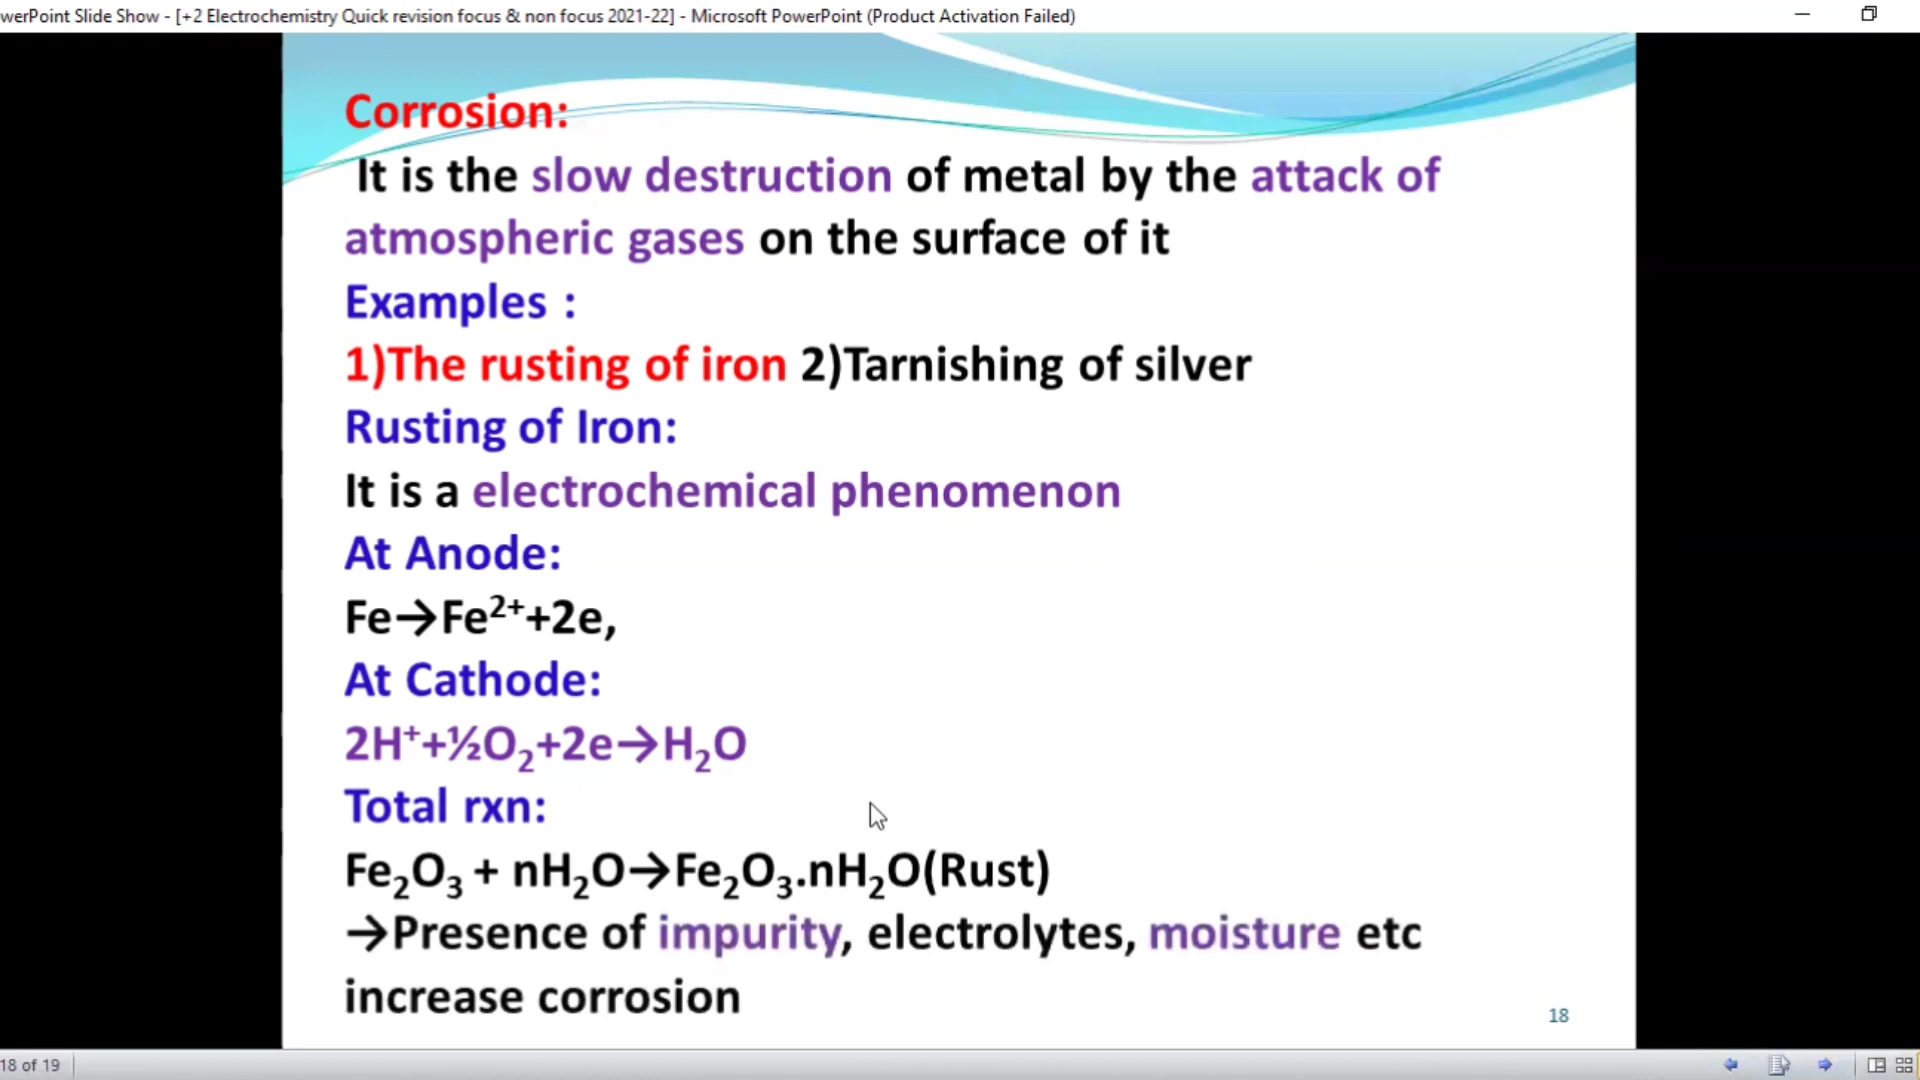 werPoint Slide Show - [+2 Electrochemistry Quick revision focus & non focus 2021-22] - Microsoft PowerPoint (Product Activation Failed)
Corrosion:
It is the slow destruction of metal by the attack of
atmospheric gases on the surface of it
Examples :
1)The rusting of iron 2)Tarnishing of silver
Rusting of Iron:
It is a electrochemical phenomenon
At Anode:
Fe→Fe²⁺+2e,
At Cathode:
2H⁺+½O₂+2e→H₂O
Total rxn:
Fe₂O₃ + nH₂O→Fe₂O₃.nH₂O(Rust)
→Presence of impurity, electrolytes, moisture etc
increase corrosion
18
18 of 19